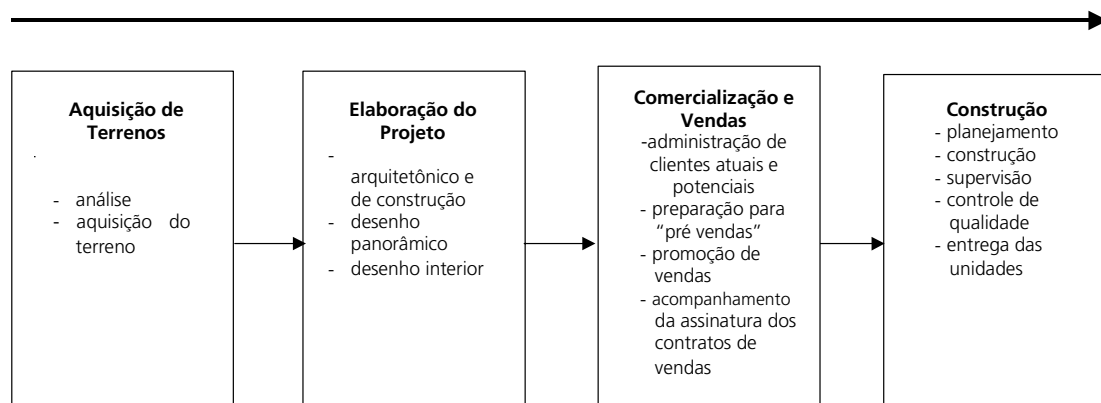 Aquisição de
Terrenos
- análise
- aquisição do
terreno
Elaboração do
Projeto
-
arquitetônico e
de construção
- desenho
panorâmico
- desenho interior
Comercialização e
Vendas
-administração de
clientes atuais e
potenciais
- preparação para
“pré vendas”
- promoção de
vendas
- acompanhamento
da assinatura dos
contratos de
vendas
Construção
- planejamento
- construção
- supervisão
- controle de
qualidade
- entrega das
unidades